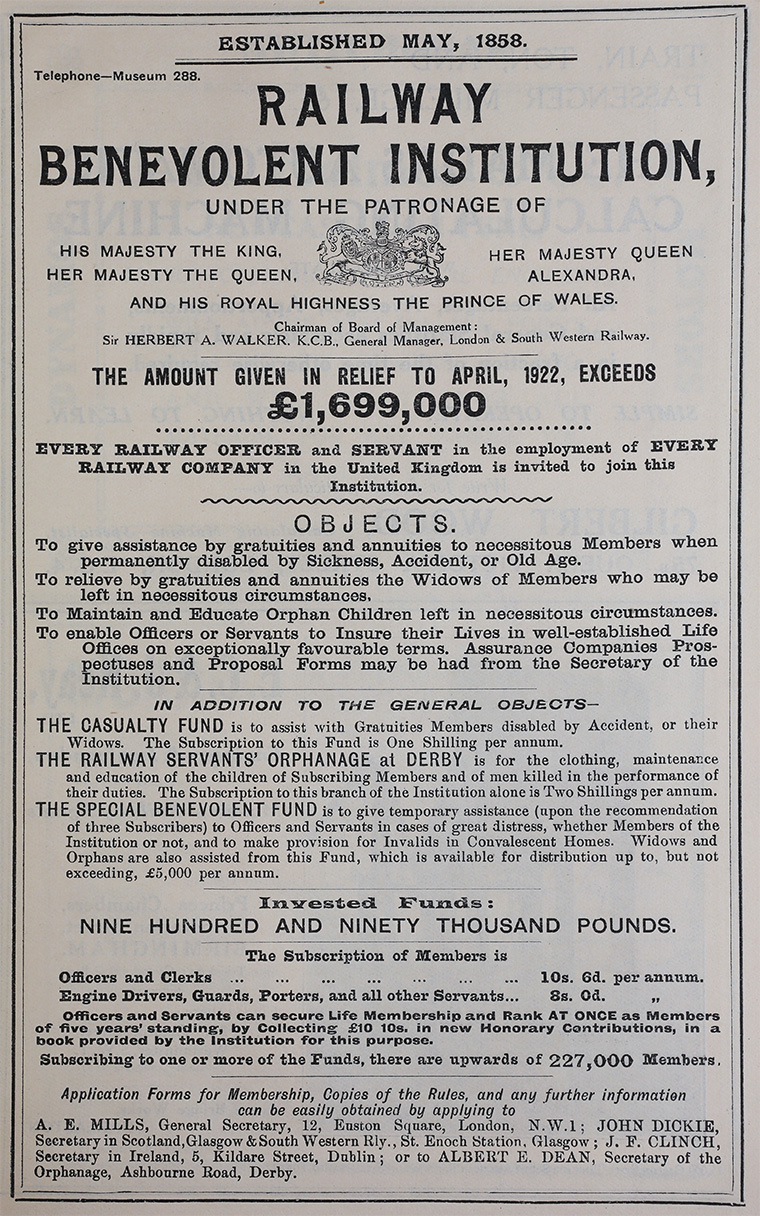 ESTABLISHED MAY, 1858.
Telephone—Museum 288.
RAILWAY
BENEVOLENT INSTITUTION,
UNDER THE PATRONAGE OF
HIS MAJESTY THE KING,
HER MAJESTY THE QUEEN,
HER MAJESTY QUEEN
ALEXANDRA,
AND HIS ROYAL HIGHNESS THE PRINCE OF WALES.
Chairman of Board of Management:
Sir HERBERT A. WALKER. K.C.B., General Manager, London & South Western Railway.
THE AMOUNT GIVEN IN RELIEF TO APRIL, 1922, EXCEEDS
£1,699,000
EVERY RAILWAY OFFICER and SERVANT in the employment of EVERY
RAILWAY COMPANY in the United Kingdom is invited to join this
Institution.
OBJECTS.
To give assistance by gratuities and annuities to necessitous Members when
permanently disabled by Sickness, Accident, or Old Age.
To relieve by gratuities and annuities the Widows of Members who may be
left in necessitous circumstances.
To Maintain and Educate Orphan Children left in necessitous circumstances.
To enable Officers or Servants to Insure their Lives in well-established Life
Offices on exceptionally favourable terms. Assurance Companies Pros-
pectuses and Proposal Forms may be had from the Secretary of the
Institution.
IN ADDITION TO THE GENERAL OBJECTS—
THE CASUALTY FUND is to assist with Gratuities Members disabled by Accident, or their
Widows. The Subscription to this Fund is One Shilling per annum.
THE RAILWAY SERVANTS' ORPHANAGE at DERBY is for the clothing, maintenance
and education of the children of Subscribing Members and of men killed in the performance of
their duties. The Subscription to this branch of the Institution alone is Two Shillings per annum.
THE SPECIAL BENEVOLENT FUND is to give temporary assistance (upon the recommendation
of three Subscribers) to Officers and Servants in cases of great distress, whether Members of the
Institution or not, and to make provision for Invalids in Convalescent Homes. Widows and
Orphans are also assisted from this Fund, which is available for distribution up to, but not
exceeding, £5,000 per annum.
Invested Funds:
NINE HUNDRED AND NINETY THOUSAND POUNDS.
The Subscription of Members is
Officers and Clerks ... ... ... ... ... ... ... 10s. 6d. per annum.
Engine Drivers, Guards, Porters, and all other Servants... 8s. 0d. „
Officers and Servants can secure Life Membership and Rank AT ONCE as Members
of five years' standing, by Collecting £10 10s. in new Honorary Contributions, in a
book provided by the Institution for this purpose.
Subscribing to one or more of the Funds, there are upwards of 227,000 Members.
Application Forms for Membership, Copies of the Rules, and any further information
can be easily obtained by applying to
A. E. MILLS, General Secretary, 12, Euston Square, London, N.W.1; JOHN DICKIE,
Secretary in Scotland, Glasgow & South Western Rly., St. Enoch Station, Glasgow; J. F. CLINCH,
Secretary in Ireland, 5, Kildare Street, Dublin; or to ALBERT E. DEAN, Secretary of the
Orphanage, Ashbourne Road, Derby.